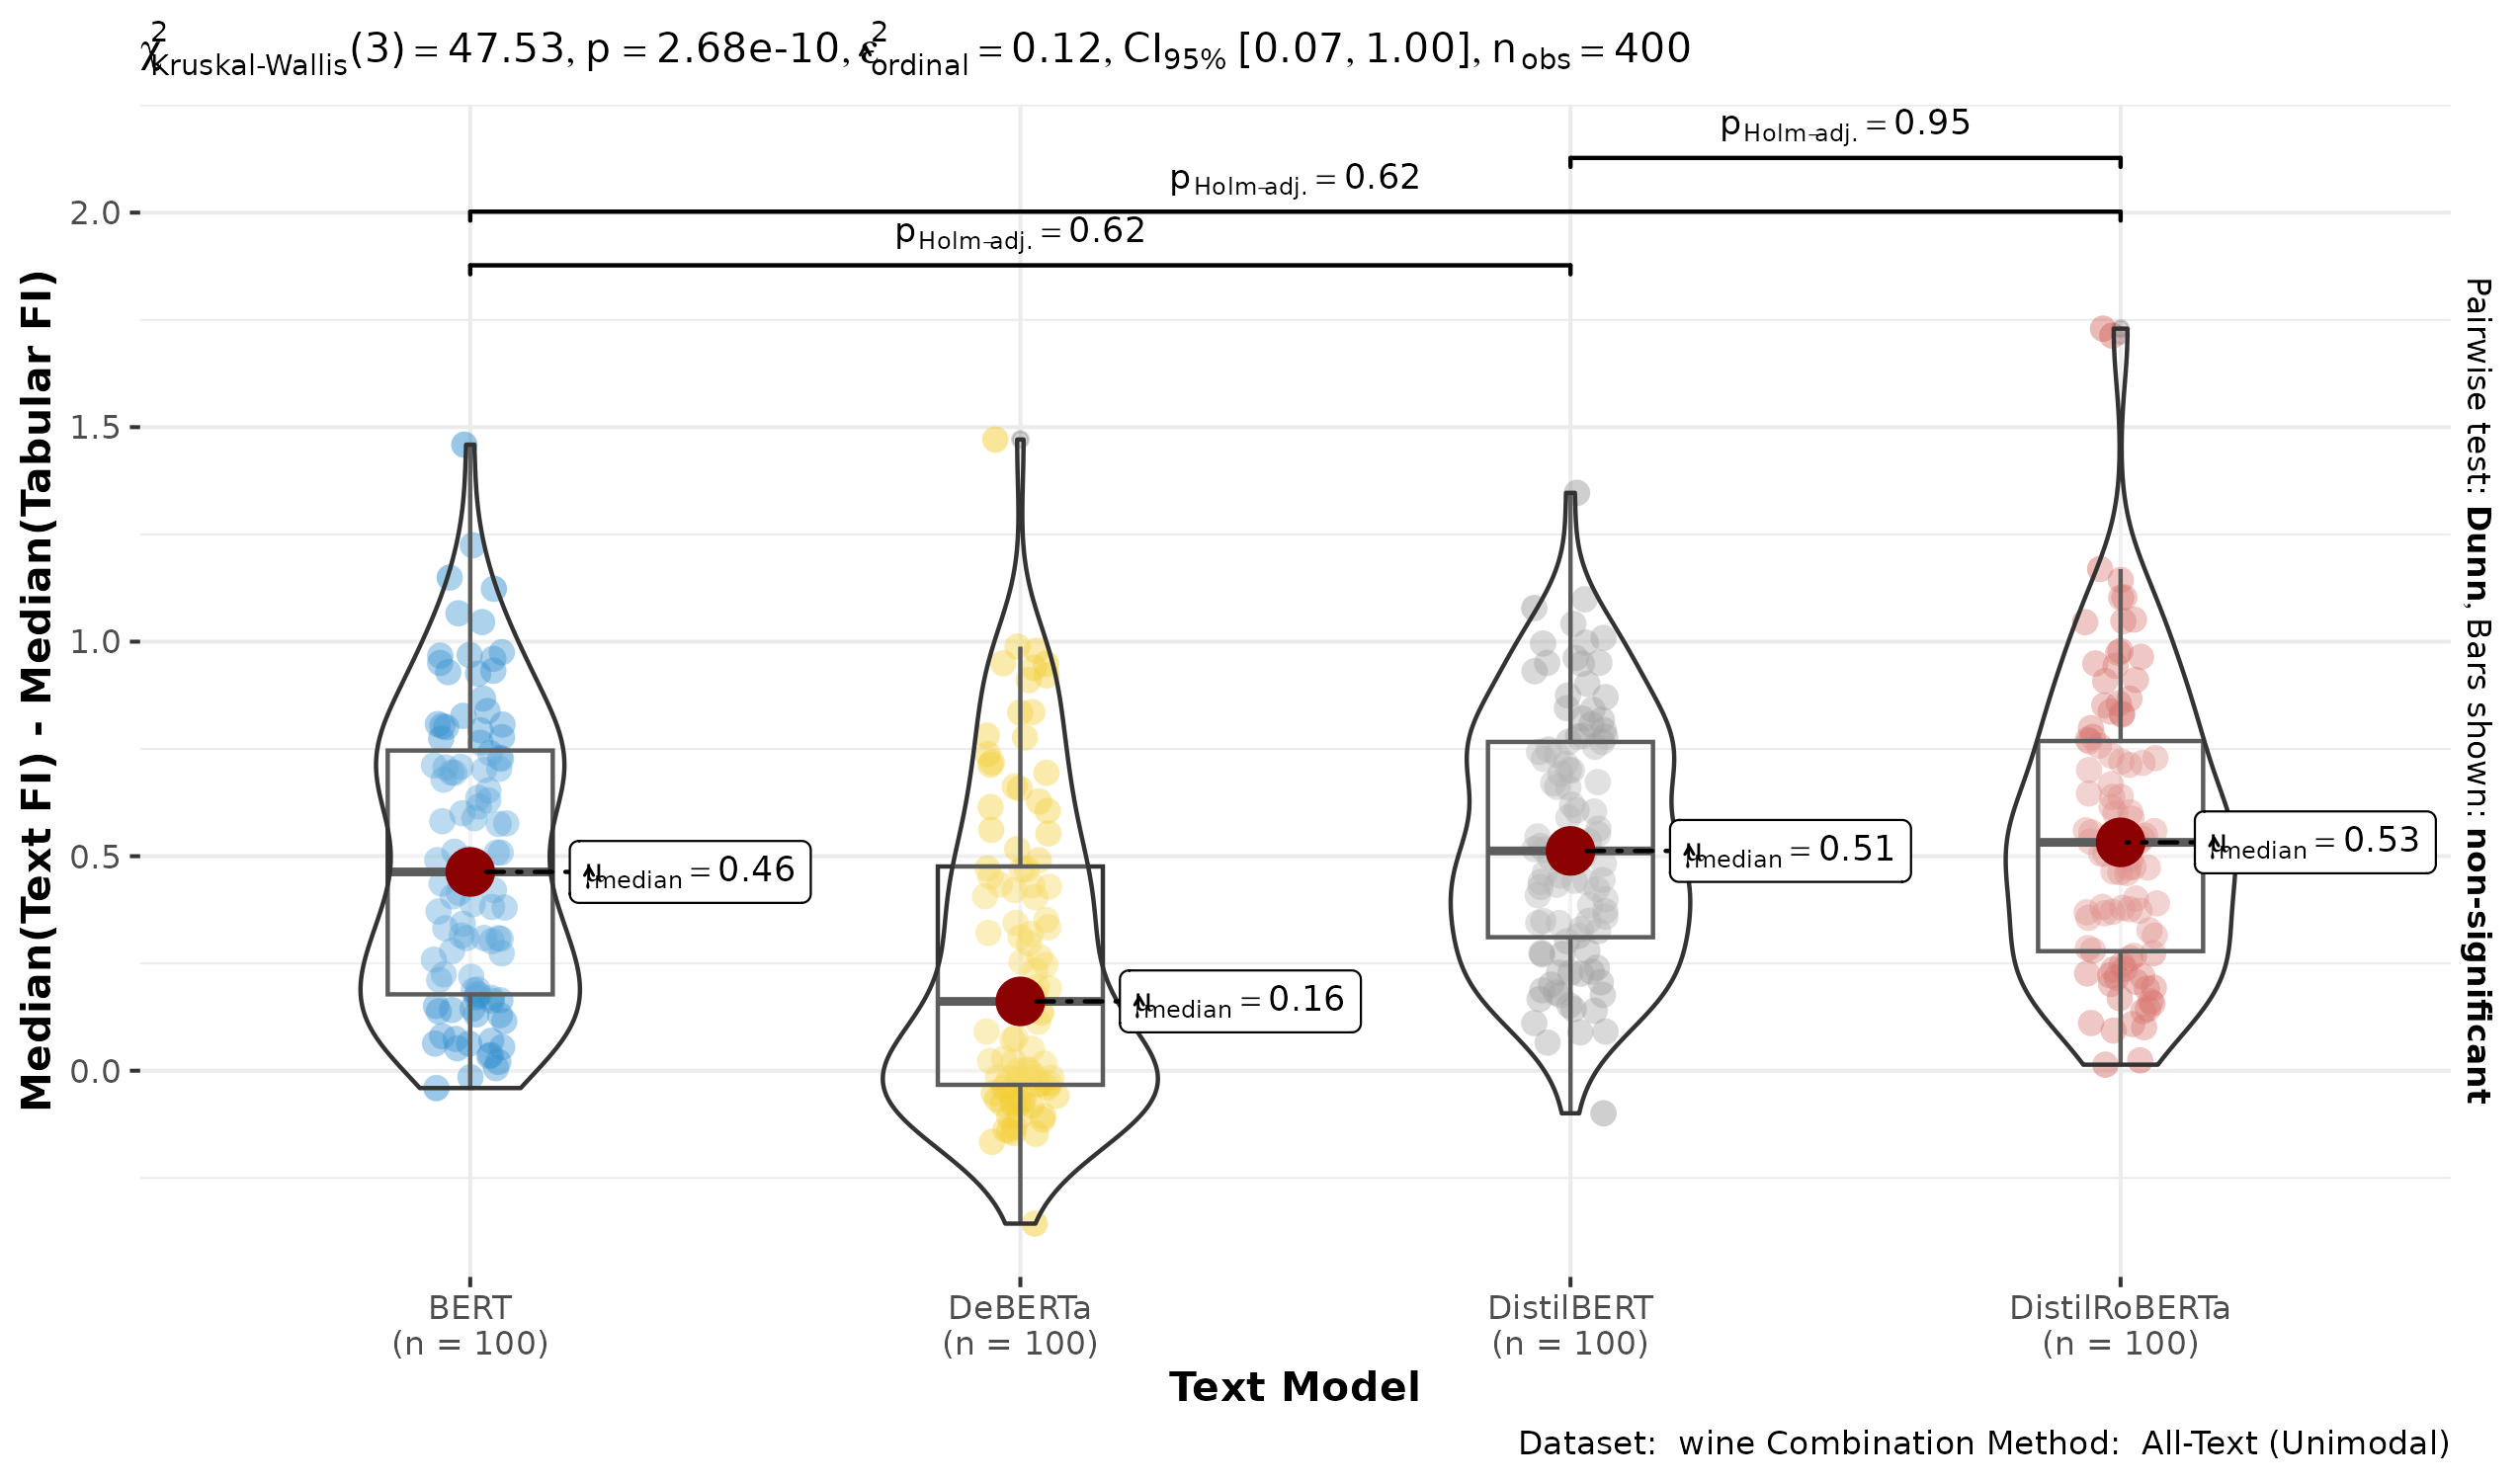 χ²Kruskal-Wallis(3) = 47.53, p = 2.68e-10, ε̂²ordinal = 0.12, CI95% [0.07, 1.00], nobs = 400
pHolm-adj. = 0.95
pHolm-adj. = 0.62
pHolm-adj. = 0.62
2.0
1.5
1.0
0.5
0.0
Median(Text FI) - Median(Tabular FI)
μ̂median = 0.46
μ̂median = 0.16
μ̂median = 0.51
μ̂median = 0.53
Pairwise test: Dunn, Bars shown: non-significant
BERT
(n = 100)
DeBERTa
(n = 100)
DistilBERT
(n = 100)
DistilRoBERTa
(n = 100)
Text Model
Dataset: wine Combination Method: All-Text (Unimodal)